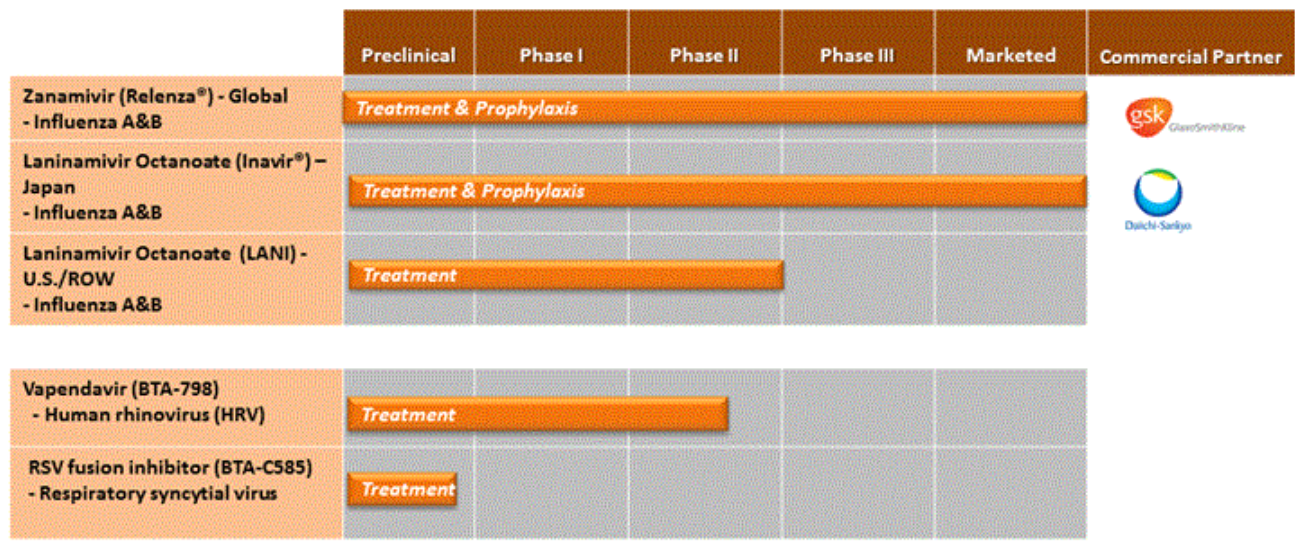 Preclinical Phase I Phase II Phase III Marketed Commercial Partner
Zanamivir (Relenza®) - Global
- Influenza A&B
Treatment & Prophylaxis
gsk
GlaxoSmithKline
Laninamivir Octanoate (Inavir®) –
Japan
- Influenza A&B
Treatment & Prophylaxis
Daiichi-Sankyo
Laninamivir Octanoate (LANI) -
U.S./ROW
- Influenza A&B
Treatment
Vapendavir (BTA-798)
- Human rhinovirus (HRV)
Treatment
RSV fusion inhibitor (BTA-C585)
- Respiratory syncytial virus
Treatment